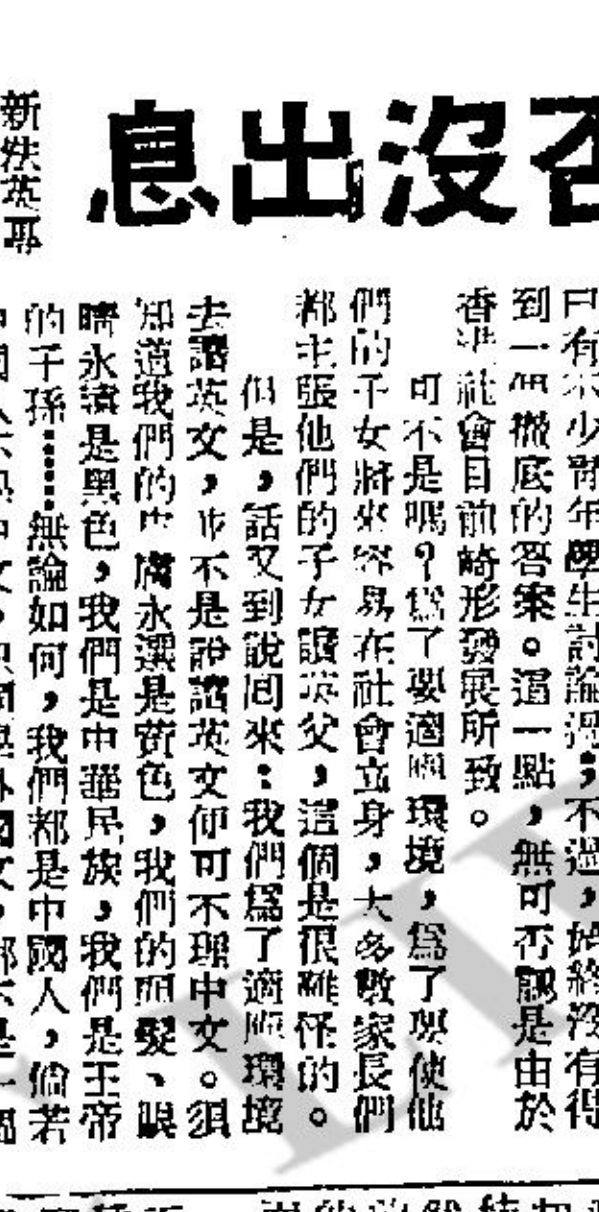 沒出息
新法英專
有不少青年學生討論過;不過,始終沒有得
到一個徹底的答案。這一點,無可否認是由於
香港社會目前畸形發展所致。
可不是嗎?爲了要適應環境,爲了要使他
們的子女將來容易在社會立身,大多數家長們
都主張他們的子女讀英文,這個是很難怪的。
但是,話又到說回來:我們爲了適應環境
去讀英文,並不是說讀英文便可不理中文。須
知道我們的皮膚永遠是黃色,我們的頭髮、眼
睛永遠是黑色,我們是中華民族,我們是王帝
的子孫……無論如何,我們都是中國人,倘若